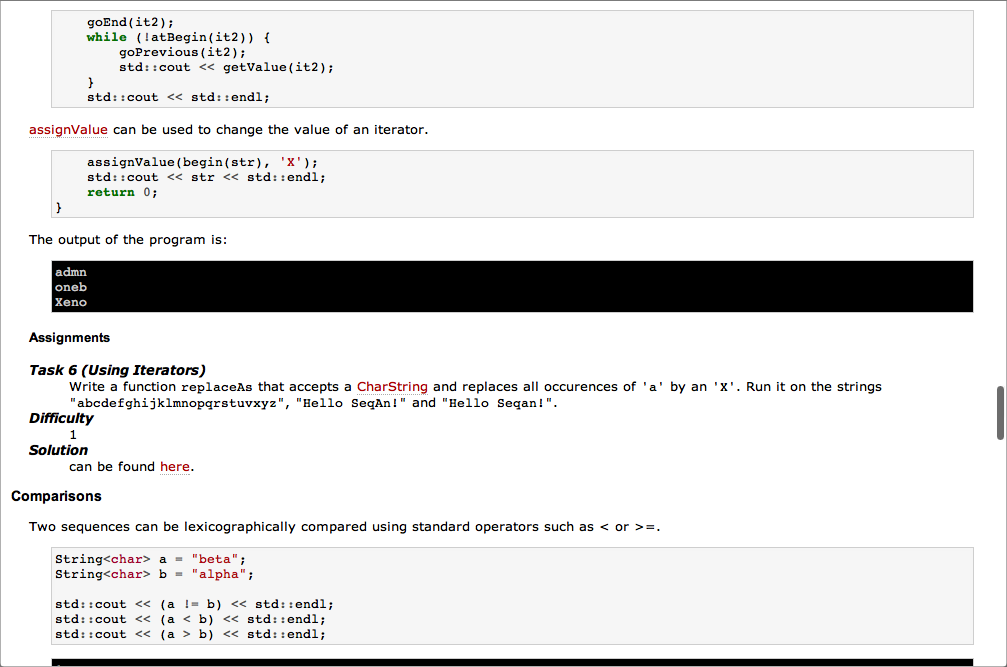 goEnd(it2);
while (!atBegin(it2)) {
goPrevious(it2);
std::cout << getValue(it2);
}
std::cout << std::endl;
assignValue can be used to change the value of an iterator.
assignValue(begin(str), 'X');
std::cout << str << std::endl;
return 0;
}
The output of the program is:
admn
oneb
Xeno
Assignments
Task 6 (Using Iterators)
Write a function replaceAs that accepts a CharString and replaces all occurences of 'a' by an 'X'. Run it on the strings
"abcdefghijklmnopqrstuvxyz", "Hello SeqAn!" and "Hello Seqan!".
Difficulty
1
Solution
can be found here.
Comparisons
Two sequences can be lexicographically compared using standard operators such as < or >=.
String<char> a = "beta";
String<char> b = "alpha";
std::cout << (a != b) << std::endl;
std::cout << (a < b) << std::endl;
std::cout << (a > b) << std::endl;